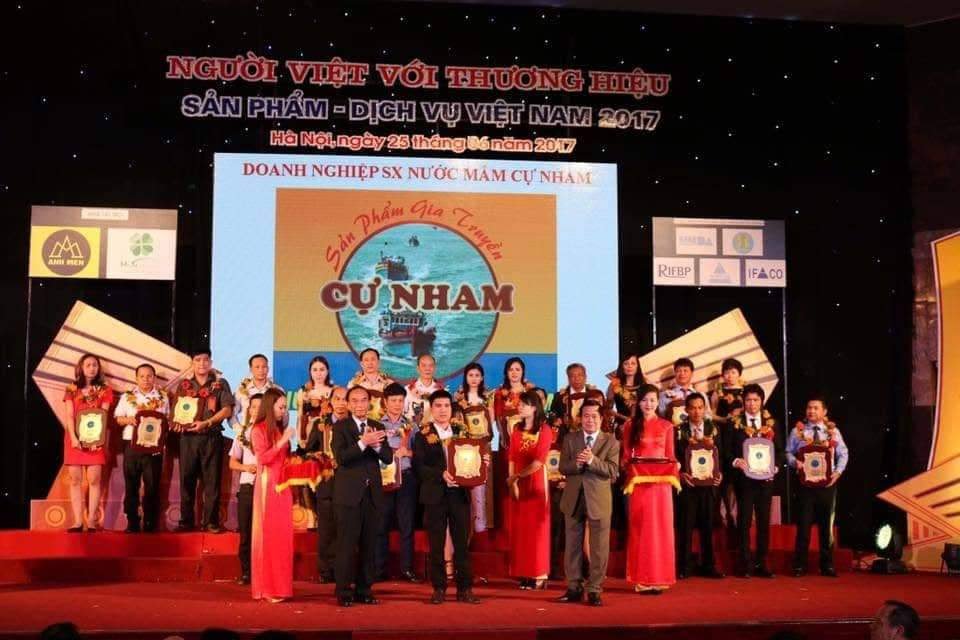 NGƯỜI VIỆT VỚI THƯƠNG HIỆU
SẢN PHẨM - DỊCH VỤ VIỆT NAM 2017
Hà Nội, ngày 25 tháng 06 năm 2017
DOANH NGHIỆP SX NƯỚC MẮM CỰ NHAM
Sản Phẩm Gia Truyền
CỰ NHAM
ANH MEN
RIFBP
IFACO